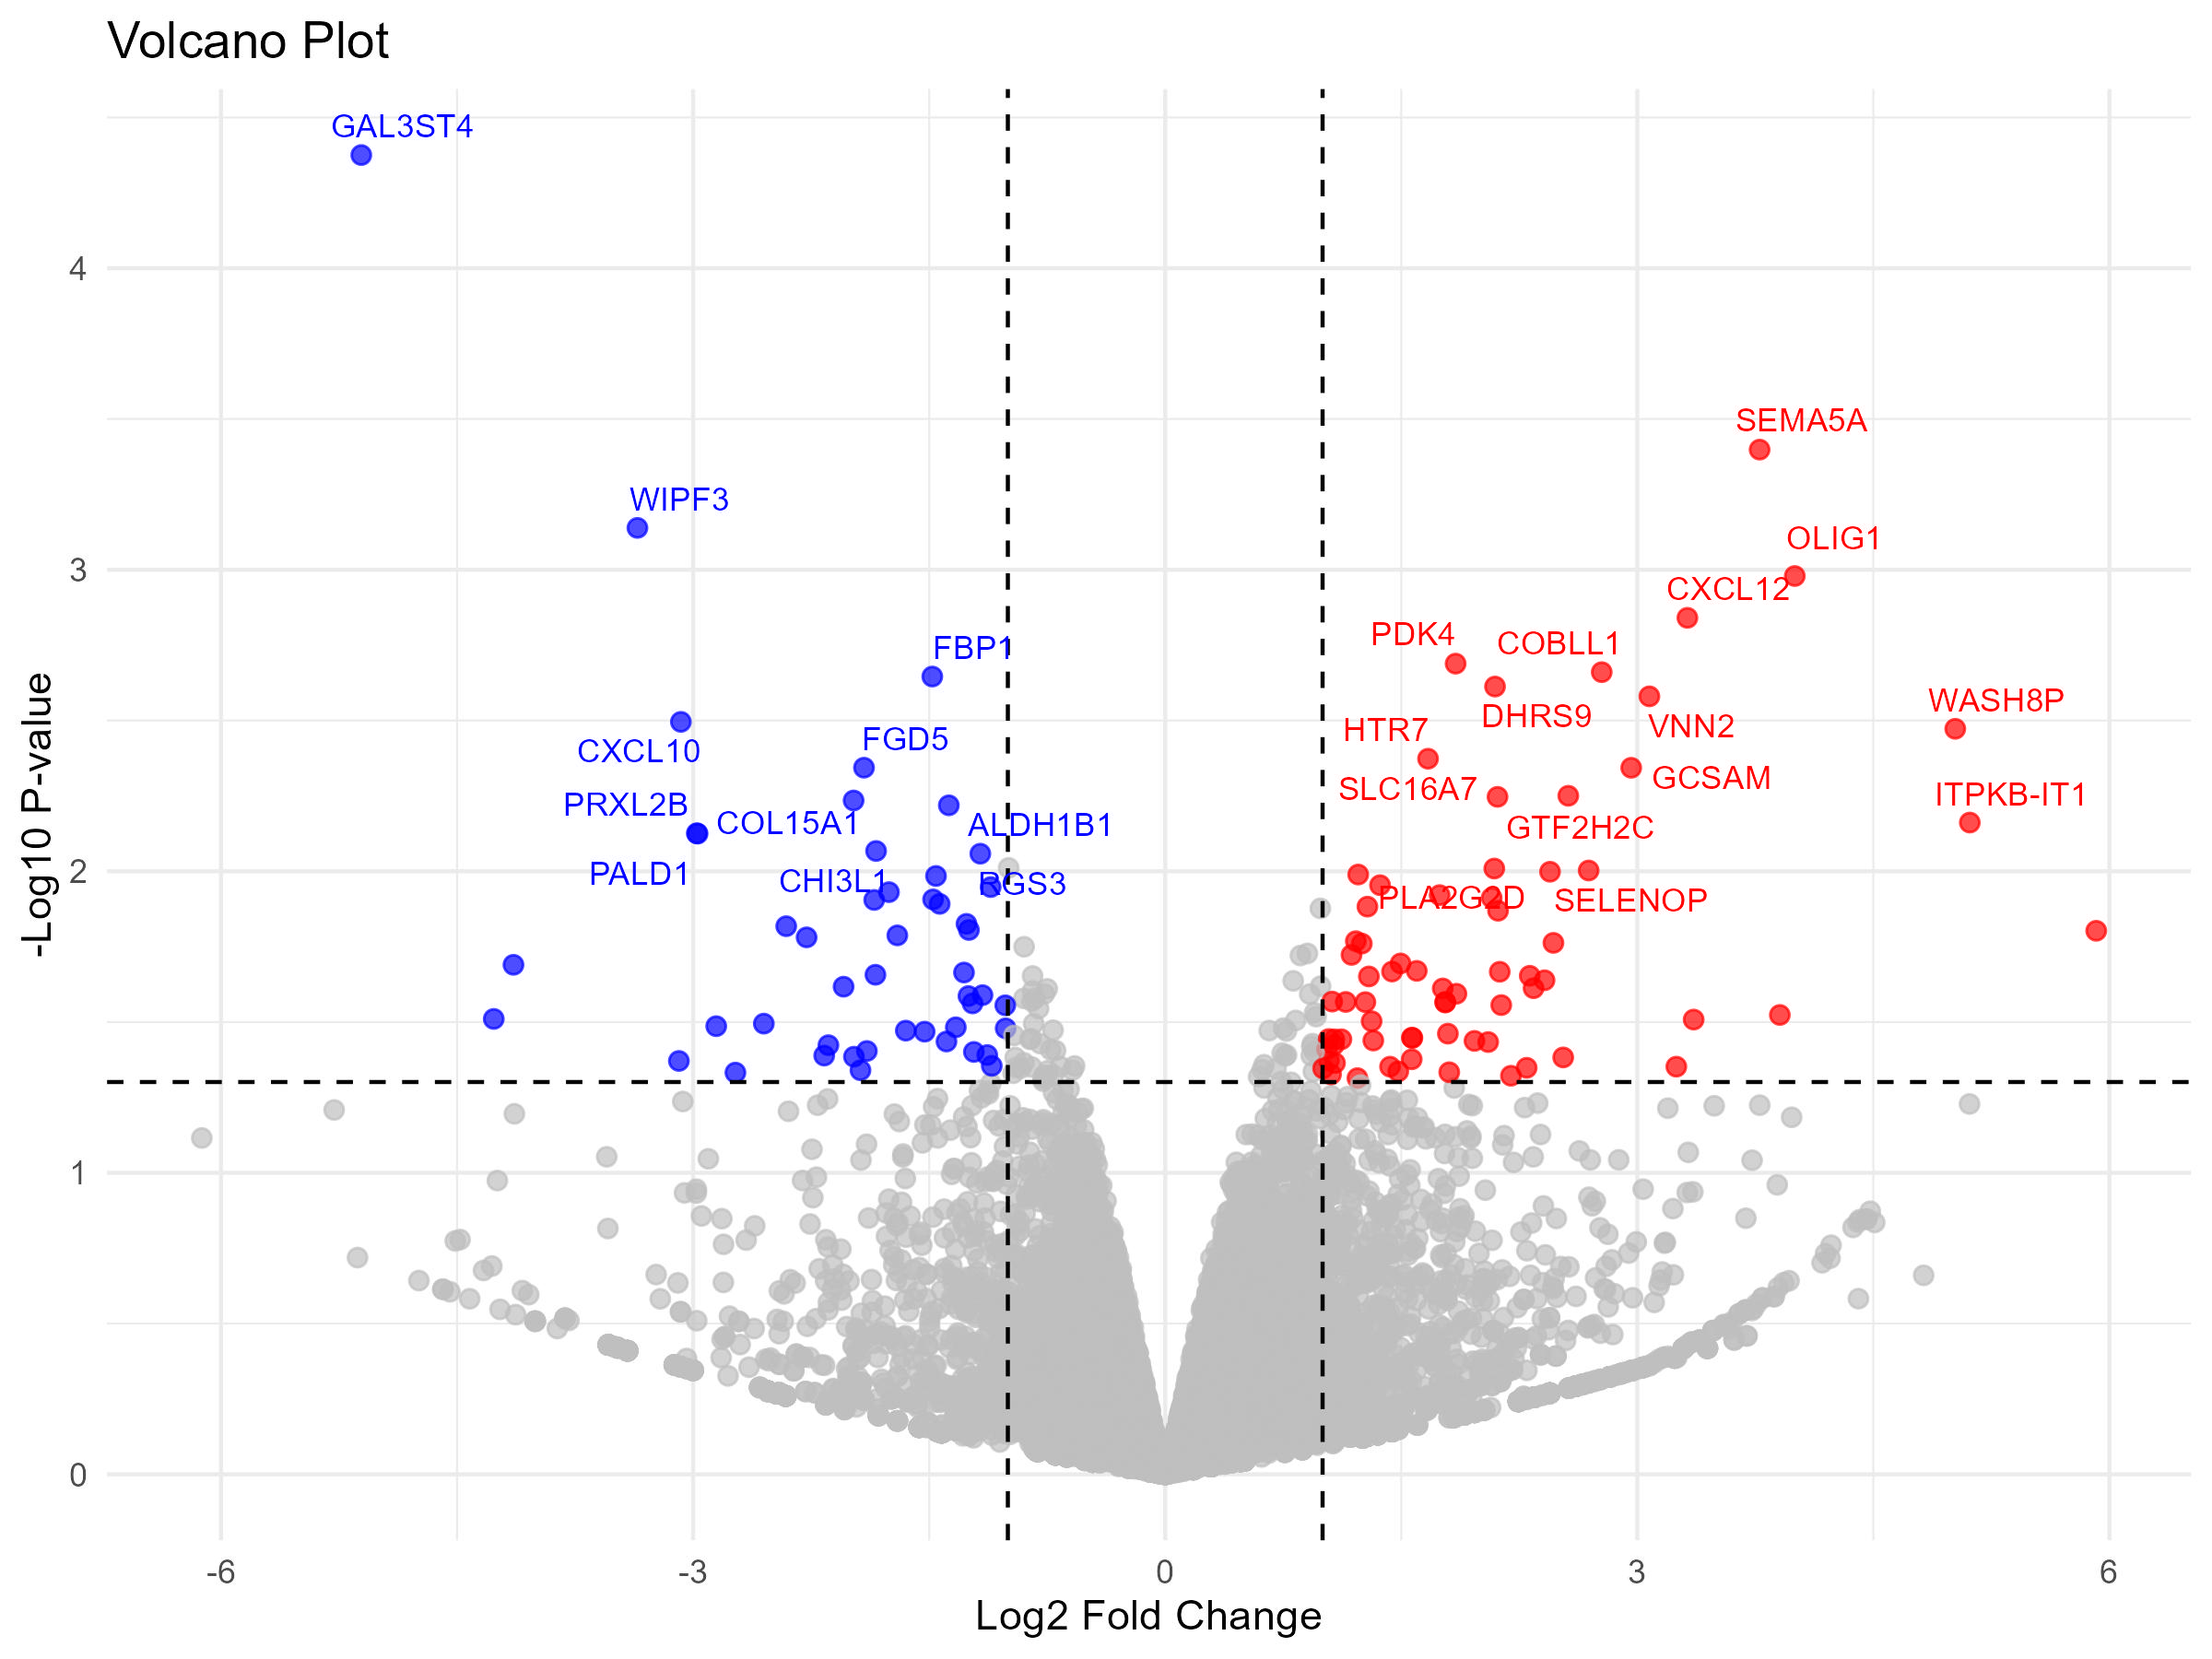 Volcano Plot
GAL3ST4
4
SEMA5A
WIPF3
OLIG1
3
CXCL12
PDK4
COBLL1
FBP1
WASH8P
DHRS9
HTR7
VNN2
FGD5
CXCL10
GCSAM
SLC16A7
ITPKB-IT1
PRXL2B
COL15A1
ALDH1B1
GTF2H2C
2
PALD1
CHI3L1
RGS3
PLA2G2D
SELENOP
-Log10 P-value
1
0
-6
-3
0
3
6
Log2 Fold Change